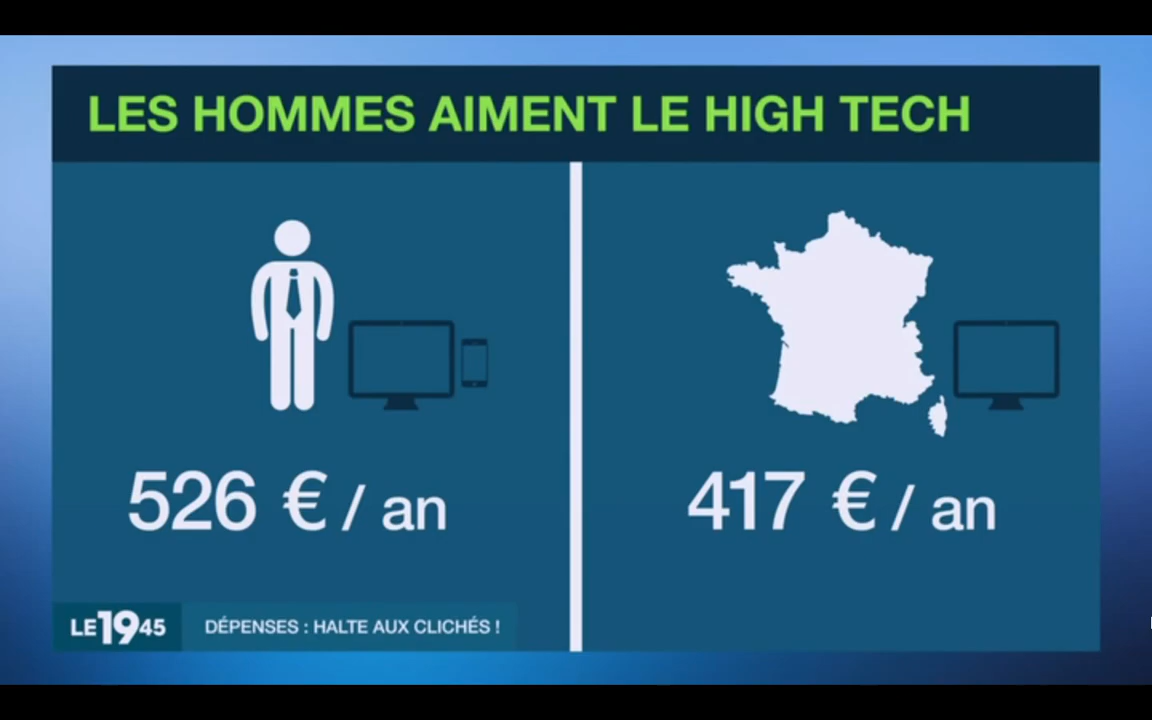 LES HOMMES AIMENT LE HIGH TECH
526 € / an
417 € / an
LE 19 45
DÉPENSES : HALTE AUX CLICHÉS !